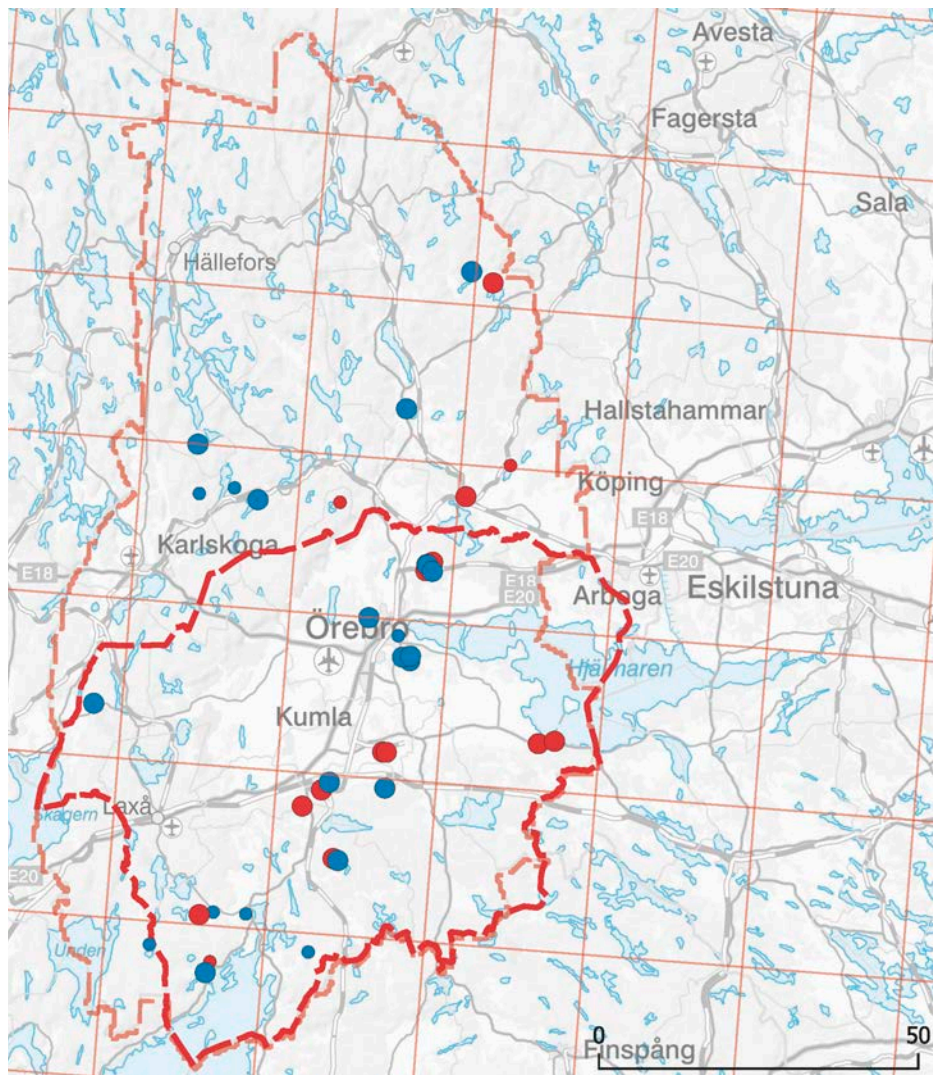 Avesta
Fagersta
Sala
Hällefors
Hallstahammar
Köping
E18
Karlskoga
E18
E18
E20
E20
Arboga
Eskilstuna
Örebro
Hjälmaren
Kumla
Skagern
Laxå
E20
Unden
0
50
Finspång